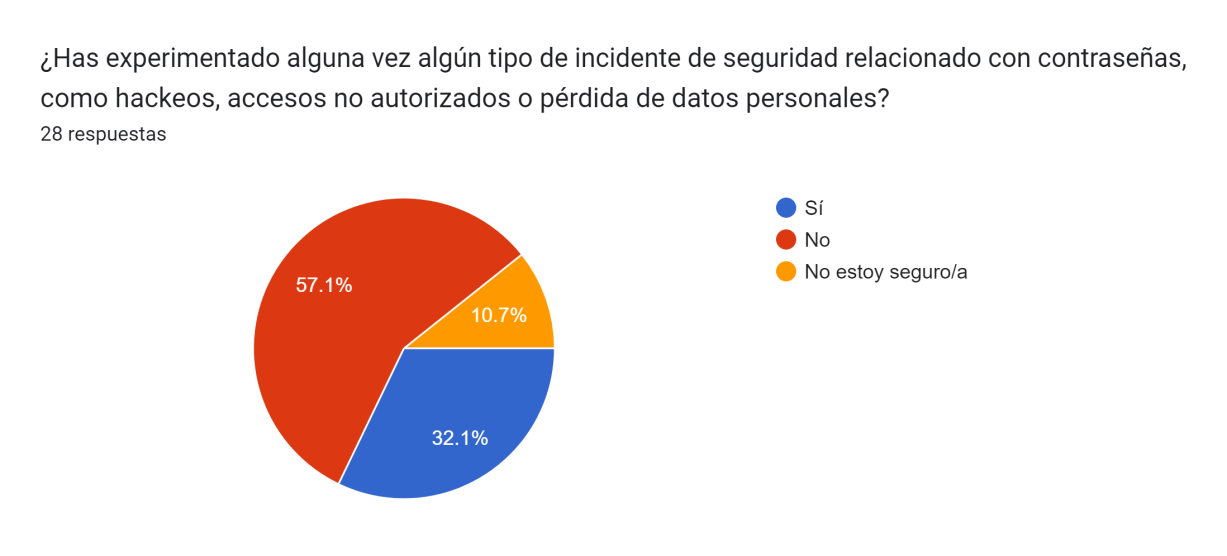 ¿Has experimentado alguna vez algún tipo de incidente de seguridad relacionado con contraseñas,
como hackeos, accesos no autorizados o pérdida de datos personales?
28 respuestas
Sí
No
No estoy seguro/a
57.1%
10.7%
32.1%